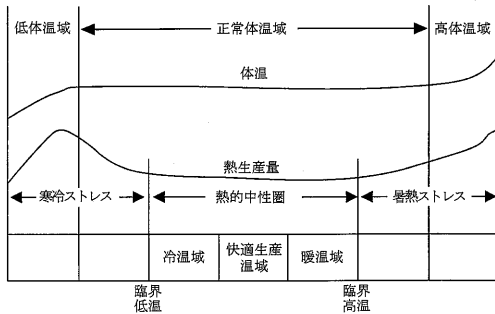 低体温域
正常体温域
高体温域
体温
熱生産量
寒冷ストレス
熱的中性圏
暑熱ストレス
冷温域
快適生産
温域
暖温域
臨界
低温
臨界
高温